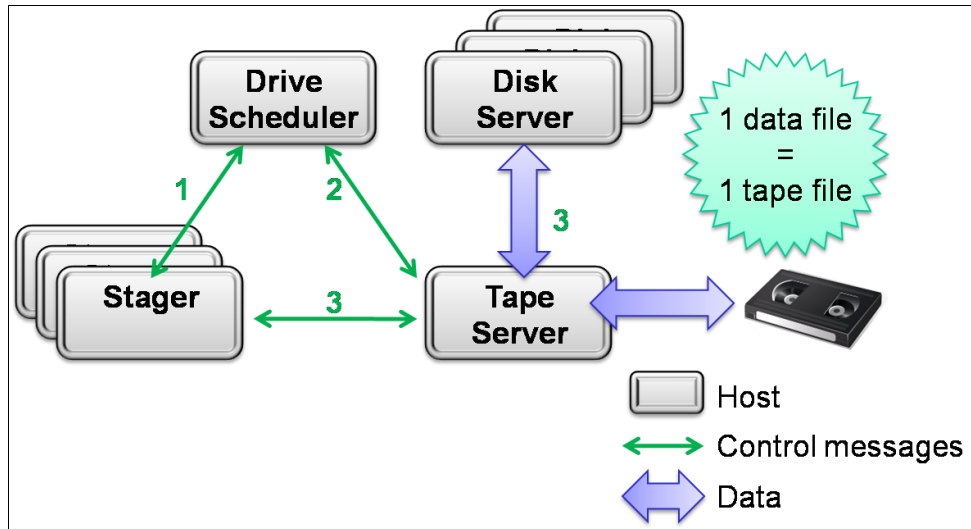 Drive
Scheduler
Disk
Server
1 data file
=
1 tape file
1
2
3
Stager
3
Tape
Server
Host
Control messages
Data